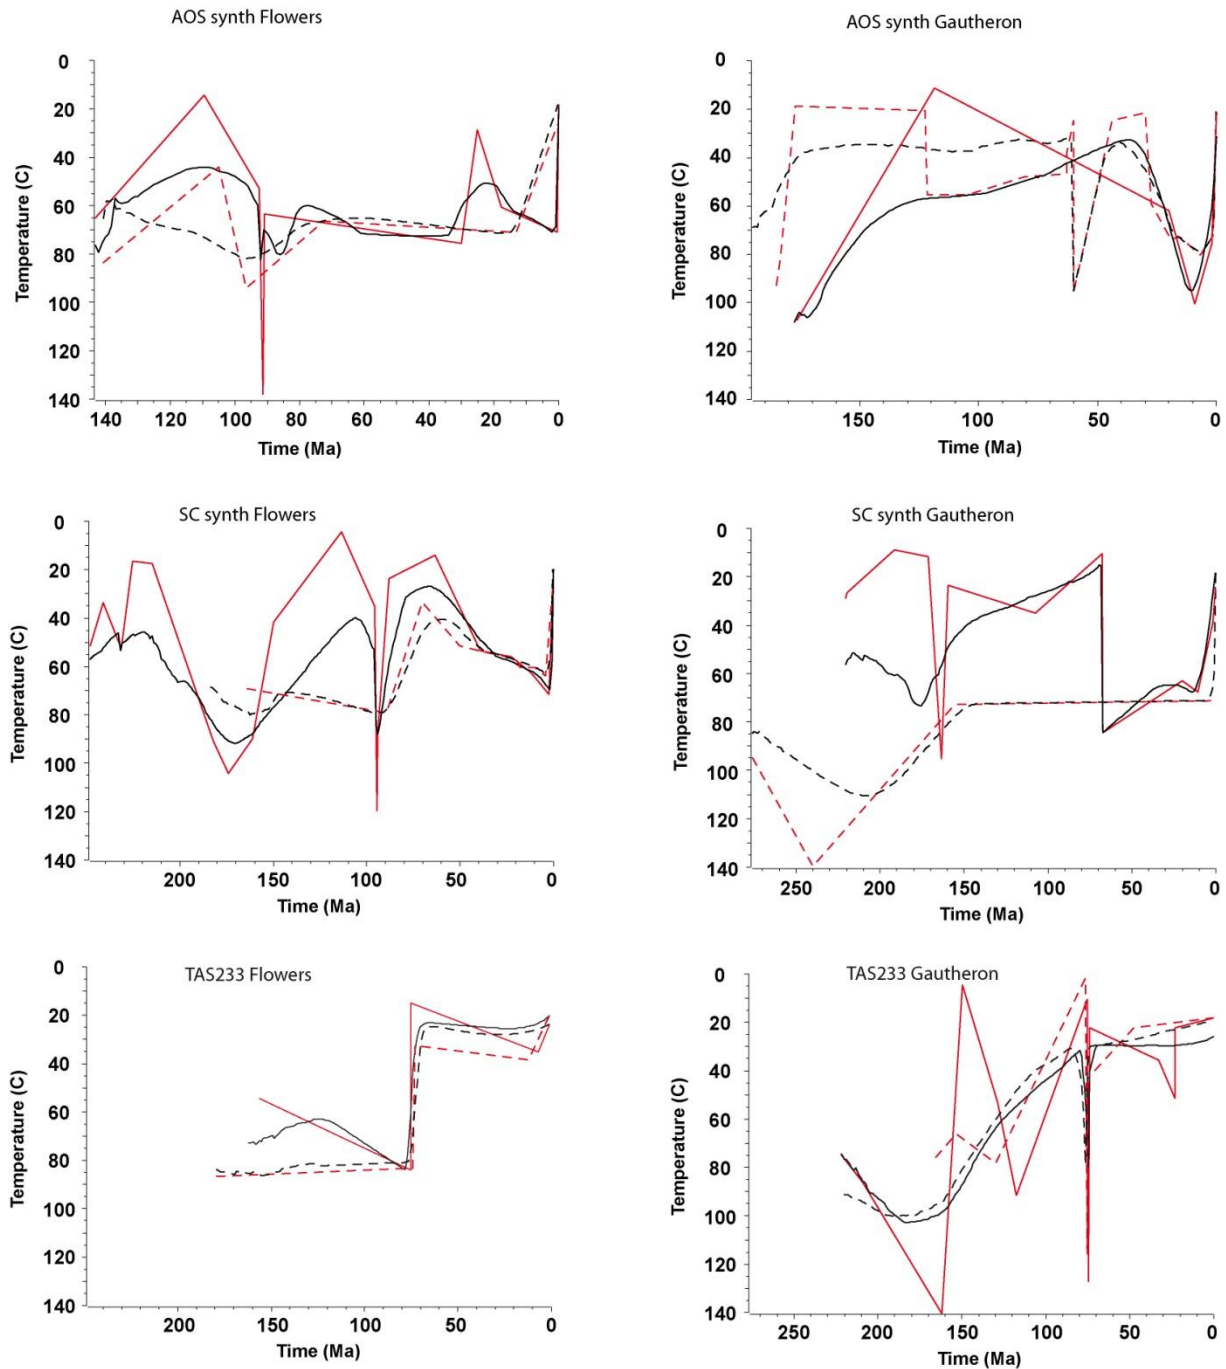 AOS synth Flowers
0
20
40
60
80
100
120
140
Temperature (C)
140 120 100 80 60 40 20 0
Time (Ma)
AOS synth Gautheron
0
20
40
60
80
100
120
140
Temperature (C)
150 100 50 0
Time (Ma)
SC synth Flowers
0
20
40
60
80
100
120
140
Temperature (C)
200 150 100 50 0
Time (Ma)
SC synth Gautheron
0
20
40
60
80
100
120
140
Temperature (C)
250 200 150 100 50 0
Time (Ma)
TAS233 Flowers
0
20
40
60
80
100
120
140
Temperature (C)
200 150 100 50 0
Time (Ma)
TAS233 Gautheron
0
20
40
60
80
100
120
140
Temperature (C)
250 200 150 100 50 0
Time (Ma)